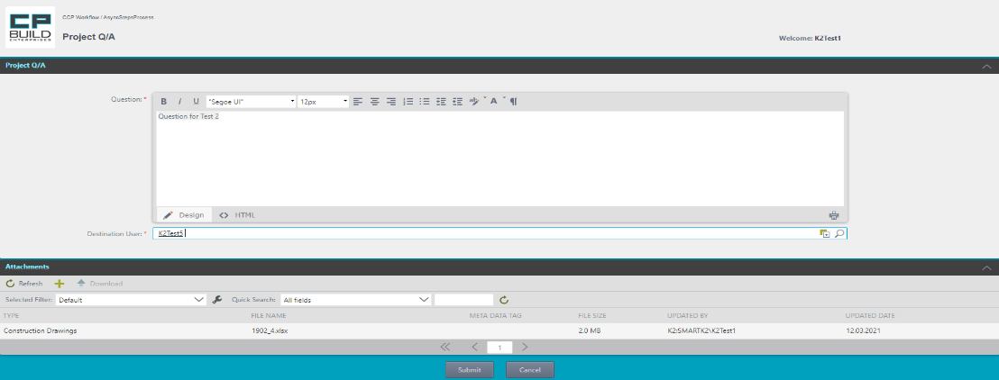 CP
BUILD
ENTERPRISES
CCP Workflow / AsyncStepsProcess
Project Q/A
Welcome: K2Test1
Project Q/A
Question: *
B I U "Segoe UI" 12px A ¶
Question for Test 2
Design <> HTML
Destination User: * K2Test5
Attachments
Refresh Download
Selected Filter: Default Quick Search: All fields
TYPE FILE NAME META DATA TAG FILE SIZE UPDATED BY UPDATED DATE
Construction Drawings 1902_4.xlsx 2.0 MB K2:SMARTK2\K2Test1 12.03.2021
1
Submit Cancel